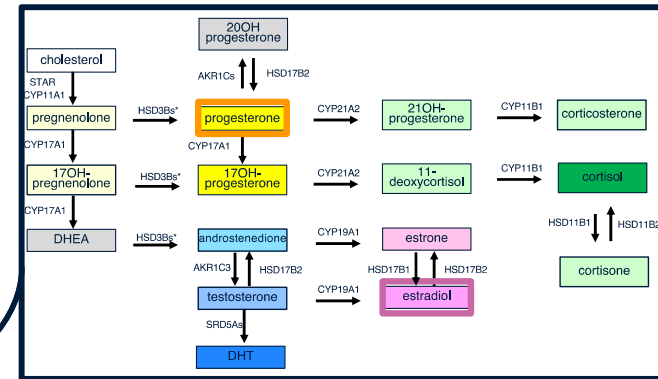 20OH
progesterone
cholesterol
STAR
CYP11A1
AKR1Cs
HSD17B2
pregnenolone
HSD3Bs*
progesterone
CYP21A2
21OH-
progesterone
CYP11B1
corticosterone
CYP17A1
CYP17A1
17OH-
pregnenolone
HSD3Bs*
17OH-
progesterone
CYP21A2
11-
deoxycortisol
CYP11B1
cortisol
CYP17A1
HSD11B1
HSD11B2
DHEA
HSD3Bs*
androstenedione
CYP19A1
estrone
cortisone
AKR1C3
HSD17B2
HSD17B1
HSD17B2
testosterone
CYP19A1
estradiol
SRD5As
DHT